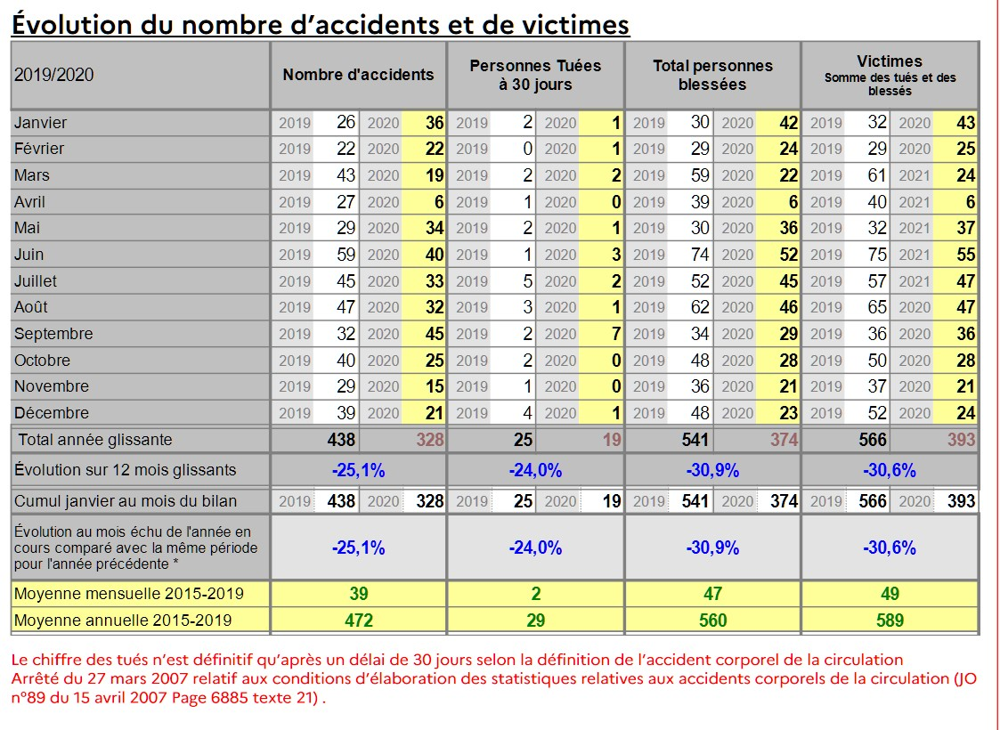 Évolution du nombre d’accidents et de victimes
2019/2020 Nombre d'accidents Personnes Tuées à 30 jours Total personnes blessées Victimes Somme des tués et des blessés
Janvier 2019 26 2020 36 2019 2 2020 1 2019 30 2020 42 2019 32 2020 43
Février 2019 22 2020 22 2019 0 2020 1 2019 29 2020 24 2019 29 2020 25
Mars 2019 43 2020 19 2019 2 2020 2 2019 59 2020 22 2019 61 2021 24
Avril 2019 27 2020 6 2019 1 2020 0 2019 39 2020 6 2019 40 2021 6
Mai 2019 29 2020 34 2019 2 2020 1 2019 30 2020 36 2019 32 2021 37
Juin 2019 59 2020 40 2019 1 2020 3 2019 74 2020 52 2019 75 2021 55
Juillet 2019 45 2020 33 2019 5 2020 2 2019 52 2020 45 2019 57 2021 47
Août 2019 47 2020 32 2019 3 2020 1 2019 62 2020 46 2019 65 2020 47
Septembre 2019 32 2020 45 2019 2 2020 7 2019 34 2020 29 2019 36 2020 36
Octobre 2019 40 2020 25 2019 2 2020 0 2019 48 2020 28 2019 50 2020 28
Novembre 2019 29 2020 15 2019 1 2020 0 2019 36 2020 21 2019 37 2020 21
Décembre 2019 39 2020 21 2019 4 2020 1 2019 48 2020 23 2019 52 2020 24
Total année glissante 438 328 25 19 541 374 566 393
Évolution sur 12 mois glissants -25,1% -24,0% -30,9% -30,6%
Cumul janvier au mois du bilan 2019 438 2020 328 2019 25 2020 19 2019 541 2020 374 2019 566 2020 393
Évolution au mois échu de l'année en
cours comparé avec la même période
pour l'année précédente *
-25,1% -24,0% -30,9% -30,6%
Moyenne mensuelle 2015-2019 39 2 47 49
Moyenne annuelle 2015-2019 472 29 560 589
Le chiffre des tués n’est définitif qu’après un délai de 30 jours selon la définition de l’accident corporel de la circulation
Arrêté du 27 mars 2007 relatif aux conditions d’élaboration des statistiques relatives aux accidents corporels de la circulation (JO
n°89 du 15 avril 2007 Page 6885 texte 21) .